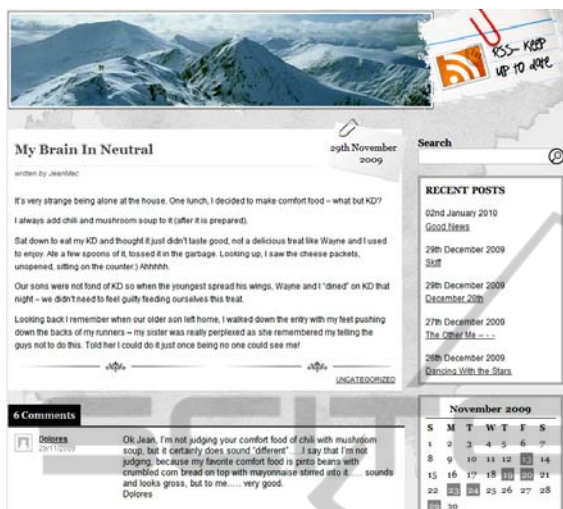 RSS- KEEP
UP TO DATE
My Brain In Neutral
29th November
2009
written by JeanMac
It's very strange being alone at the house. One lunch, I decided to make comfort food – what but KD?
I always add chili and mushroom soup to it (after it is prepared).
Sat down to eat my KD and thought it just didn't taste good, not a delicious treat like Wayne and I used
to enjoy. Ate a few spoons of it, tossed it in the garbage. Looking up, I saw the cheese packets,
unopened, sitting on the counter:) Ahhhhh.
Our sons were not fond of KD so when the youngest spread his wings, Wayne and I "dined" on KD that
night – we didn't need to feel guilty feeding ourselves this treat.
Looking back I remember when our older son left home, I walked down the entry with my feet pushing
down the backs of my runners – my sister was really perplexed as she remembered my telling the
guys not to do this. Told her I could do it just once being no one could see me!
UNCATEGORIZED
6 Comments
Dolores
29/11/2009
Ok Jean, I'm not judging your comfort food of chili with mushroom
soup, but it certainly does sound "different".....I say that I'm not
judging, because my favorite comfort food is pinto beans with
crumbled corn bread on top with mayonnaise stirred into it...... sounds
and looks gross, but to me..... very good.
Dolores
Search
RECENT POSTS
02nd January 2010
Good News
29th December 2009
Skiff
29th December 2009
December 20th
27th December 2009
The Other Me – - -
26th December 2009
Dancing With the Stars
November 2009
S M T W T F S
1 2 3 4 5 6 7
8 9 10 11 12 13 14
15 16 17 18 19 20 21
22 23 24 25 26 27 28
29 30